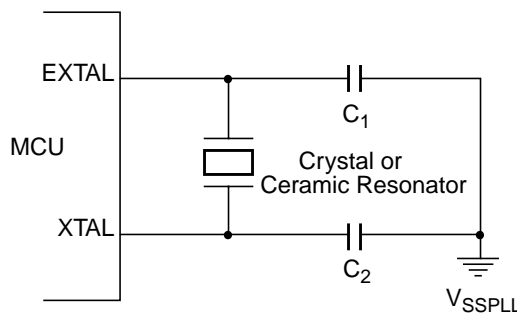 EXTAL
C1
MCU
Crystal or
Ceramic Resonator
XTAL
C2
VSSPLL